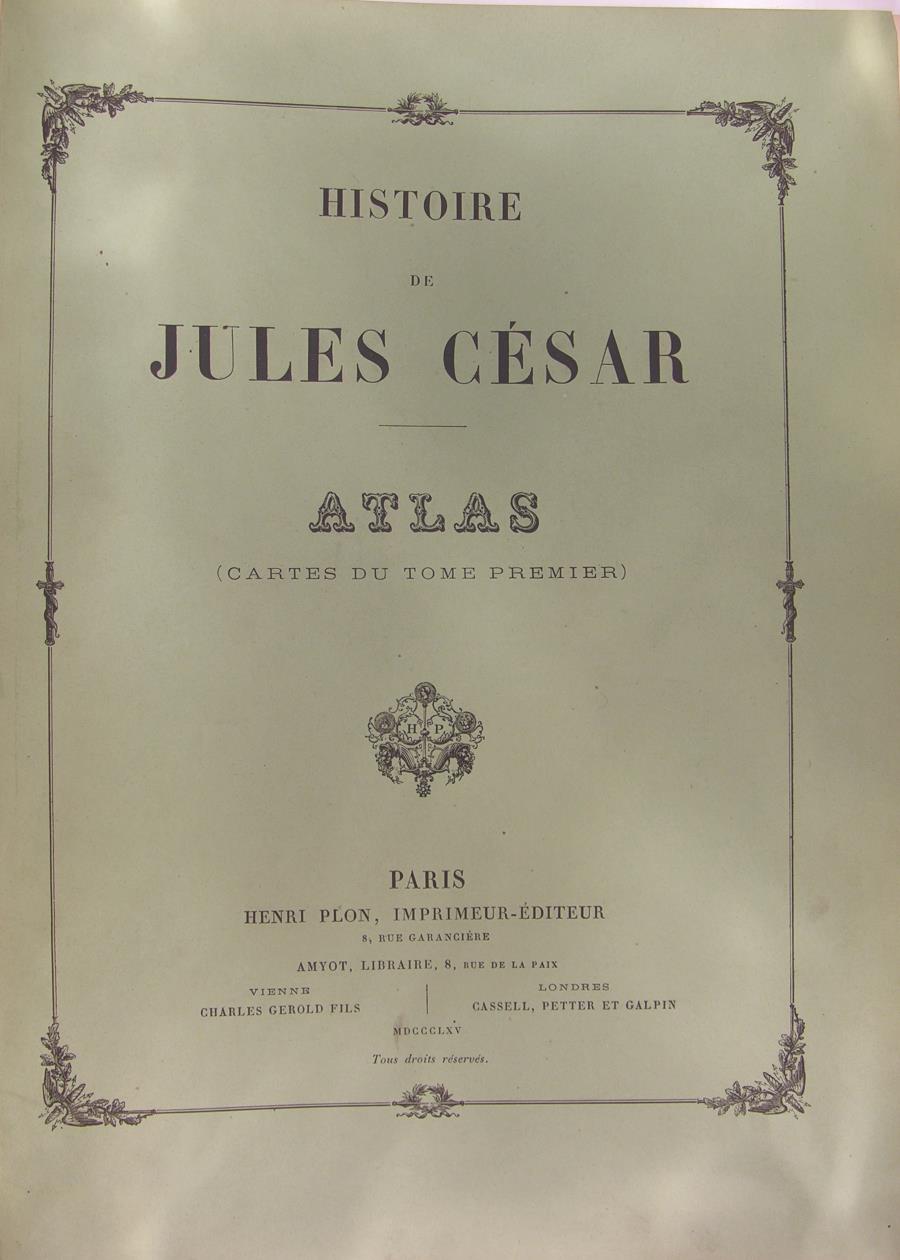 HISTOIRE
DE
JULES CÉSAR
ATLAS
(CARTES DU TOME PREMIER)
H P
PARIS
HENRI PLON, IMPRIMEUR-ÉDITEUR
8, RUE GARANCIÈRE
AMYOT, LIBRAIRE, 8, RUE DE LA PAIX
VIENNE
CHARLES GEROLD FILS
LONDRES
CASSELL, PETTER ET GALPIN
MDCCCLXV
Tous droits réservés.